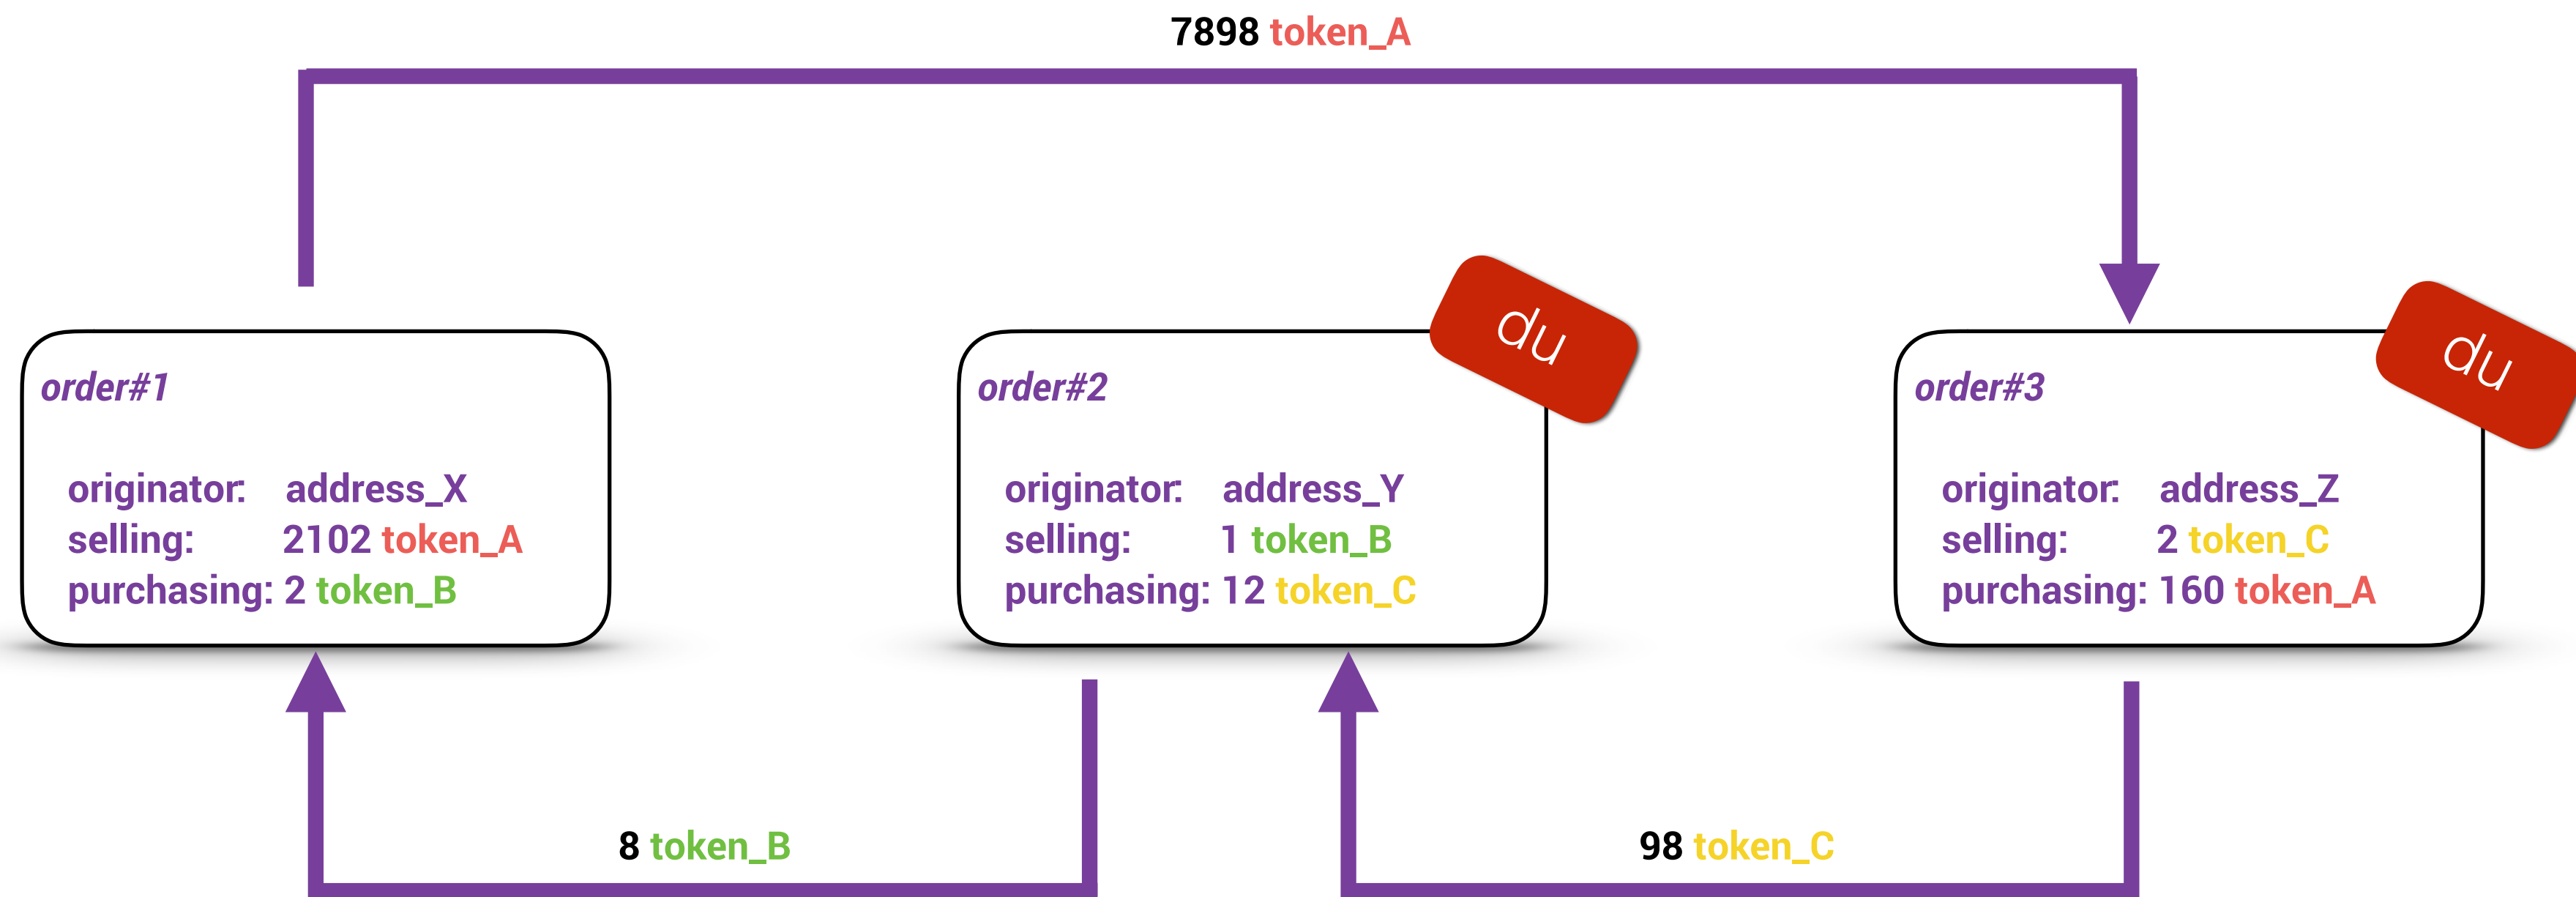 7898 token_A
du
du
order#1
originator: address_X
selling: 2102 token_A
purchasing: 2 token_B
order#2
originator: address_Y
selling: 1 token_B
purchasing: 12 token_C
order#3
originator: address_Z
selling: 2 token_C
purchasing: 160 token_A
8 token_B
98 token_C